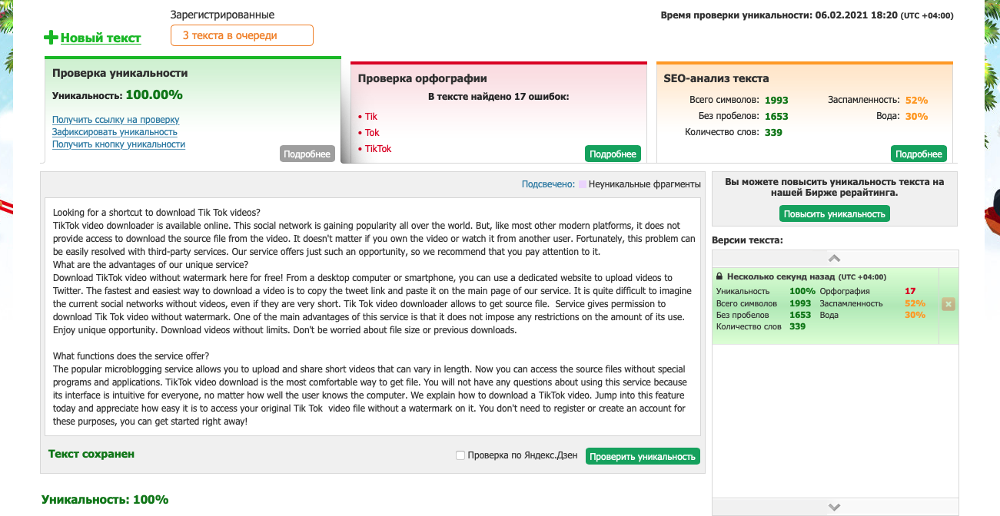 Зарегистрированные
Время проверки уникальности: 06.02.2021 18:20 (UTC +04:00)
Новый текст
3 текста в очереди
Проверка уникальности
Уникальность: 100.00%
Получить ссылку на проверку
Зафиксировать уникальность
Получить кнопку уникальности
Подробнее
Проверка орфографии
В тексте найдено 17 ошибок:
• Tik
• Tok
• TikTok
Подробнее
SEO-анализ текста
Всего символов: 1993 Заспамленность: 52%
Без пробелов: 1653 Вода: 30%
Количество слов: 339
Подробнее
Подсвечено: Неуникальные фрагменты
Looking for a shortcut to download Tik Tok videos?
TikTok video downloader is available online. This social network is gaining popularity all over the world. But, like most other modern platforms, it does not
provide access to download the source file from the video. It doesn't matter if you own the video or watch it from another user. Fortunately, this problem can
be easily resolved with third-party services. Our service offers just such an opportunity, so we recommend that you pay attention to it.
What are the advantages of our unique service?
Download TikTok video without watermark here for free! From a desktop computer or smartphone, you can use a dedicated website to upload videos to
Twitter. The fastest and easiest way to download a video is to copy the tweet link and paste it on the main page of our service. It is quite difficult to imagine
the current social networks without videos, even if they are very short. Tik Tok video downloader allows to get source file.  Service gives permission to
download Tik Tok video without watermark. One of the main advantages of this service is that it does not impose any restrictions on the amount of its use.
Enjoy unique opportunity. Download videos without limits. Don't be worried about file size or previous downloads.
What functions does the service offer?
The popular microblogging service allows you to upload and share short videos that can vary in length. Now you can access the source files without special
programs and applications. TikTok video download is the most comfortable way to get file. You will not have any questions about using this service because
its interface is intuitive for everyone, no matter how well the user knows the computer. We explain how to download a TikTok video. Jump into this feature
today and appreciate how easy it is to access your original Tik Tok  video file without a watermark on it. You don't need to register or create an account for
these purposes, you can get started right away!
Текст сохранен
Проверка по Яндекс.Дзен
Проверить уникальность
Уникальность: 100%
Вы можете повысить уникальность текста на
нашей Бирже рерайтинга.
Повысить уникальность
Версии текста:
Несколько секунд назад (UTC +04:00)
Уникальность 100% Орфография 17
Всего символов 1993 Заспамленность 52%
Без пробелов 1653 Вода 30%
Количество слов 339